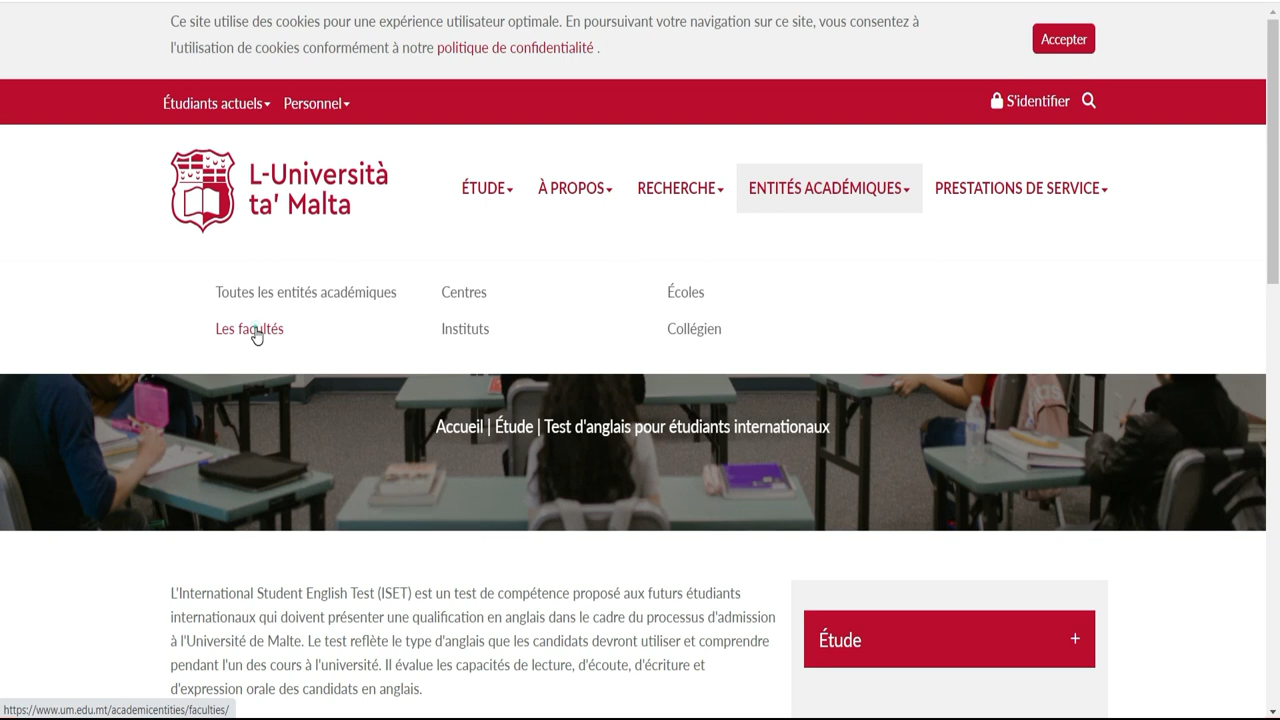 Ce site utilise des cookies pour une expérience utilisateur optimale. En poursuivant votre navigation sur ce site, vous consentez à
l'utilisation de cookies conformément à notre politique de confidentialité .
Accepter
Étudiants actuels Personnel
S'identifier
L-Università
ta' Malta
ÉTUDE À PROPOS RECHERCHE ENTITÉS ACADÉMIQUES PRESTATIONS DE SERVICE
Toutes les entités académiques Centres Écoles
Les facultés Instituts Collégien
Accueil | Étude | Test d'anglais pour étudiants internationaux
L'International Student English Test (ISET) est un test de compétence proposé aux futurs étudiants
internationaux qui doivent présenter une qualification en anglais dans le cadre du processus d'admission
à l'Université de Malte. Le test reflète le type d'anglais que les candidats devront utiliser et comprendre
pendant l'un des cours à l'université. Il évalue les capacités de lecture, d'écoute, d'écriture et
d'expression orale des candidats en anglais.
Étude +
https://www.um.edu.mt/academicentities/faculties/